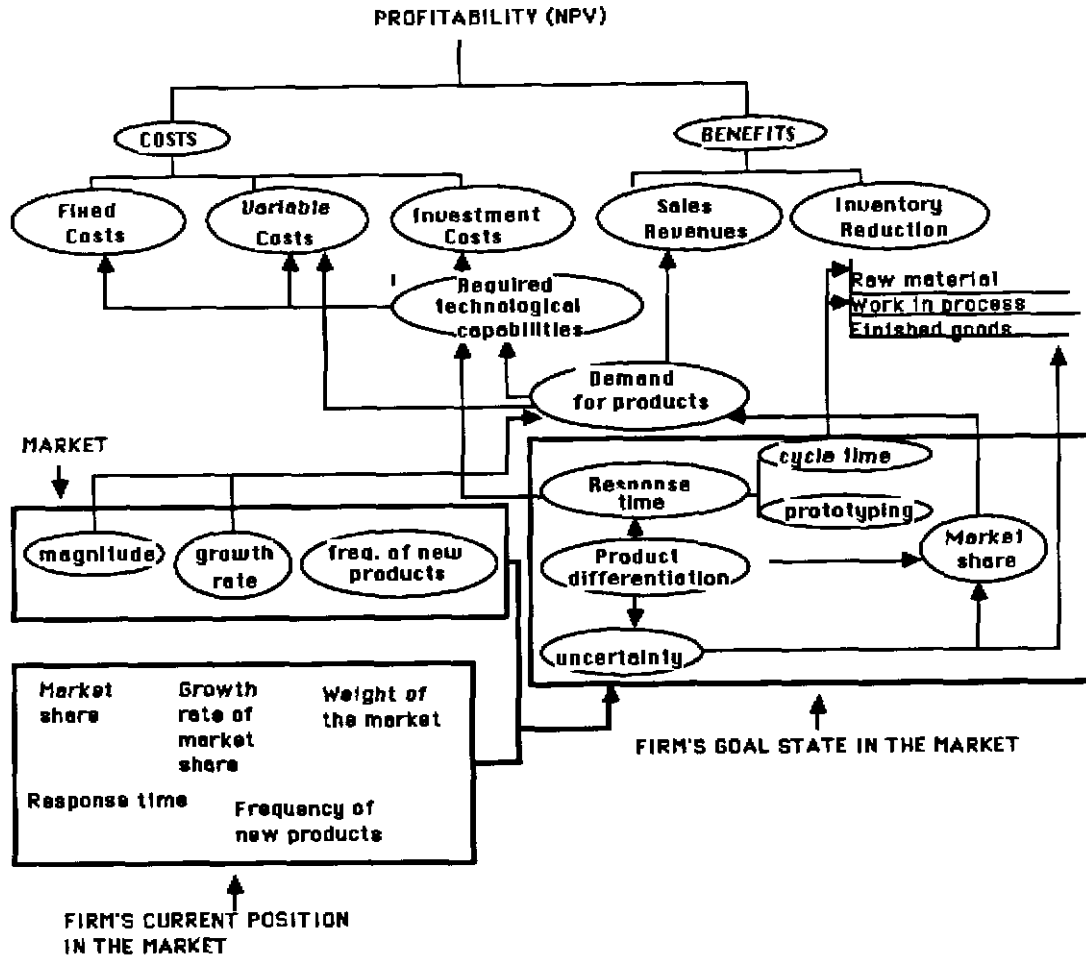 PROFITABILITY (NPV)
COSTS
BENEFITS
Fixed
Costs
Variable
Costs
Investment
Costs
Sales
Revenues
Inventory
Reduction
Required
technological
capabilities
Raw material
Work in process
Finished goods
Demand
for products
MARKET
cycle time
Response
time
prototyping
magnitude
growth
rate
freq. of new
products
Product
differentiation
Market
share
uncertainty
Market
share
Growth
rate of
market
share
Weight of
the market
FIRM'S GOAL STATE IN THE MARKET
Response time
Frequency of
new products
FIRM'S CURRENT POSITION
IN THE MARKET